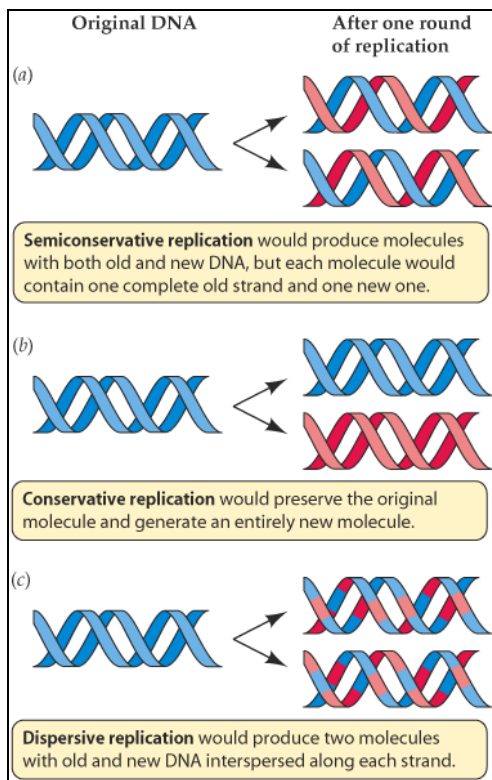 Original DNA
After one round
of replication
(a)
Semiconservative replication would produce molecules
with both old and new DNA, but each molecule would
contain one complete old strand and one new one.
(b)
Conservative replication would preserve the original
molecule and generate an entirely new molecule.
(c)
Dispersive replication would produce two molecules
with old and new DNA interspersed along each strand.